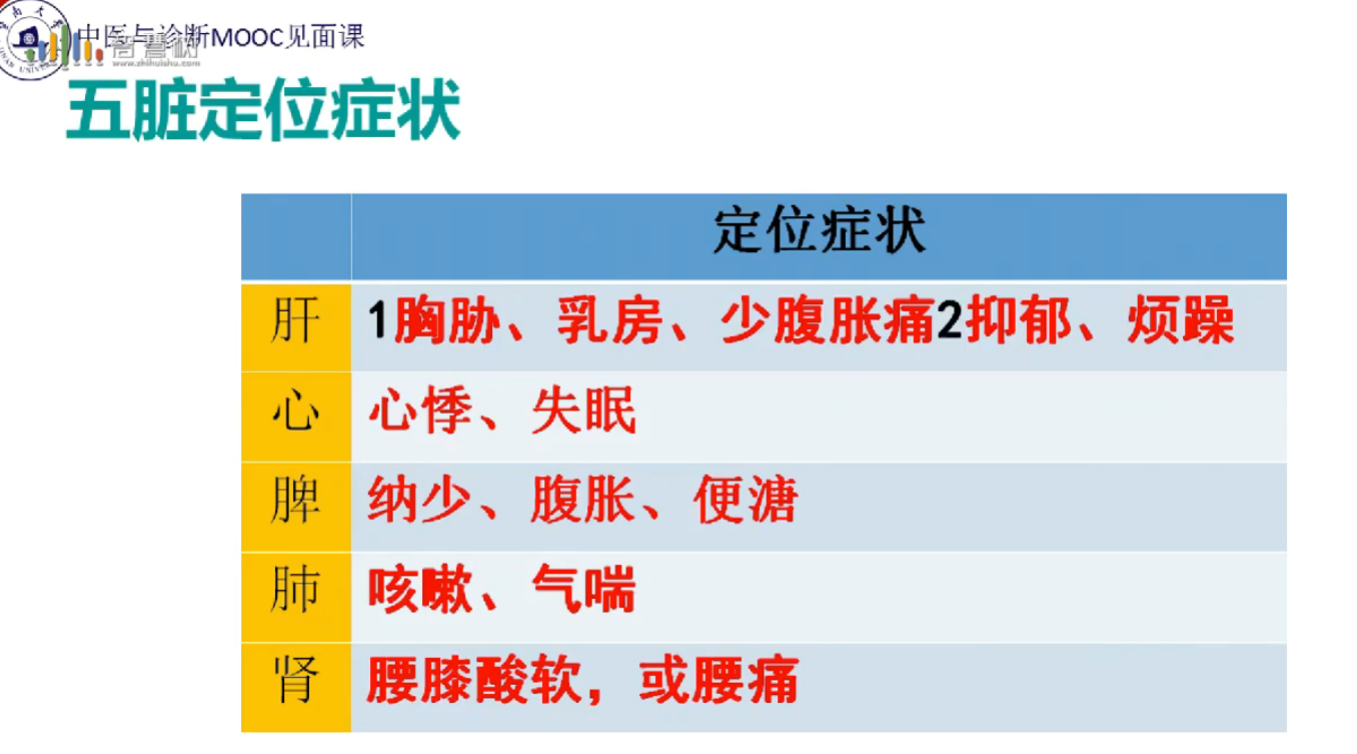 中医与诊断MOOC见面课
智慧树
www.zhihuishu.com
五脏定位症状
定位症状
肝 1胸胁、乳房、少腹胀痛2抑郁、烦躁
心 心悸、失眠
脾 纳少、腹胀、便溏
肺 咳嗽、气喘
肾 腰膝酸软，或腰痛